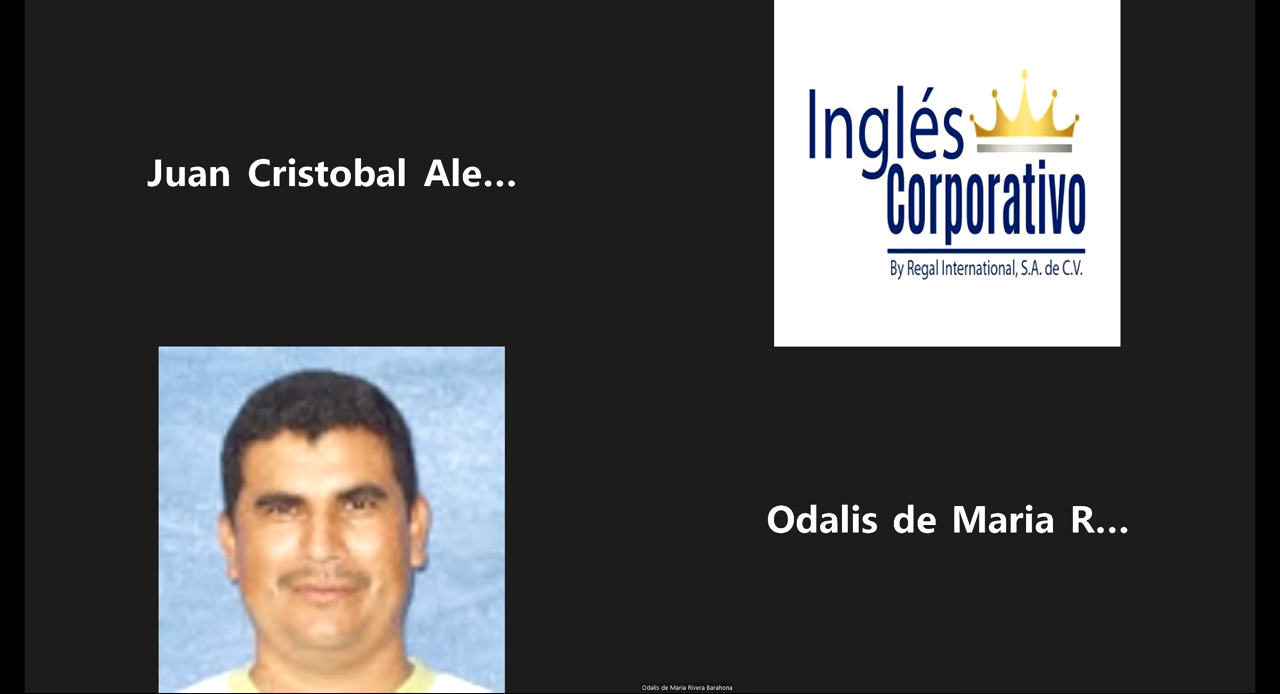 Juan Cristobal Ale...
Inglés
Corporativo
By Regal International, S.A. de C.V.
Odalis de Maria R...
Odalis de Maria Rivera Barahona